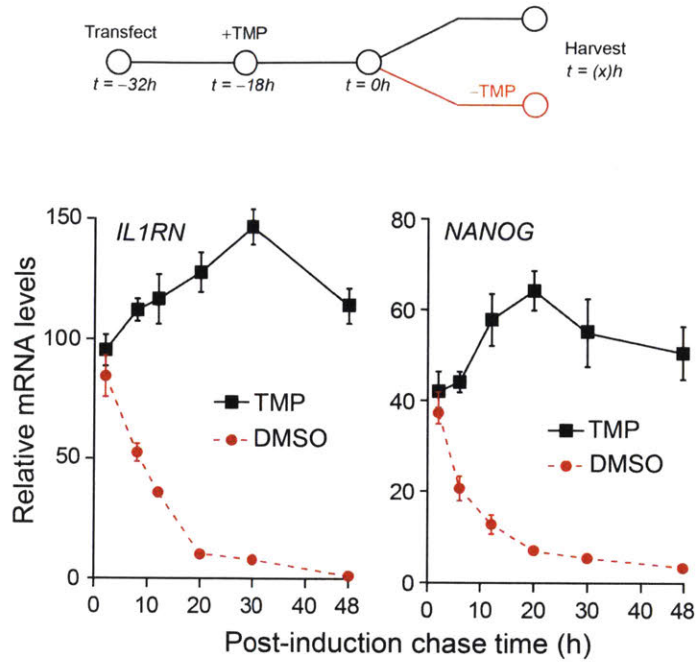 Transfect
+TMP
Harvest
t = −32h
t = −18h
t = 0h
t = (x)h
−TMP
IL1RN
NANOG
Relative mRNA levels
150
100
50
0
80
60
40
20
0
TMP
DMSO
TMP
DMSO
0 10 20 30 40 48
0 10 20 30 40 48
Post-induction chase time (h)